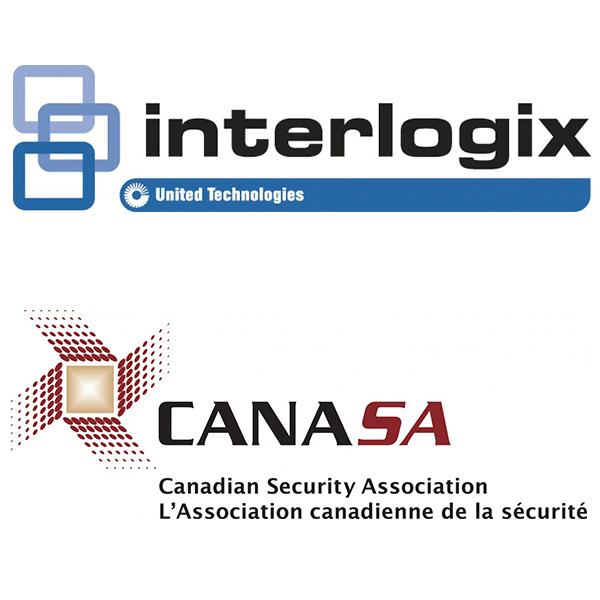 interlogix
United Technologies
CANASA
Canadian Security Association
L'Association canadienne de la sécurité